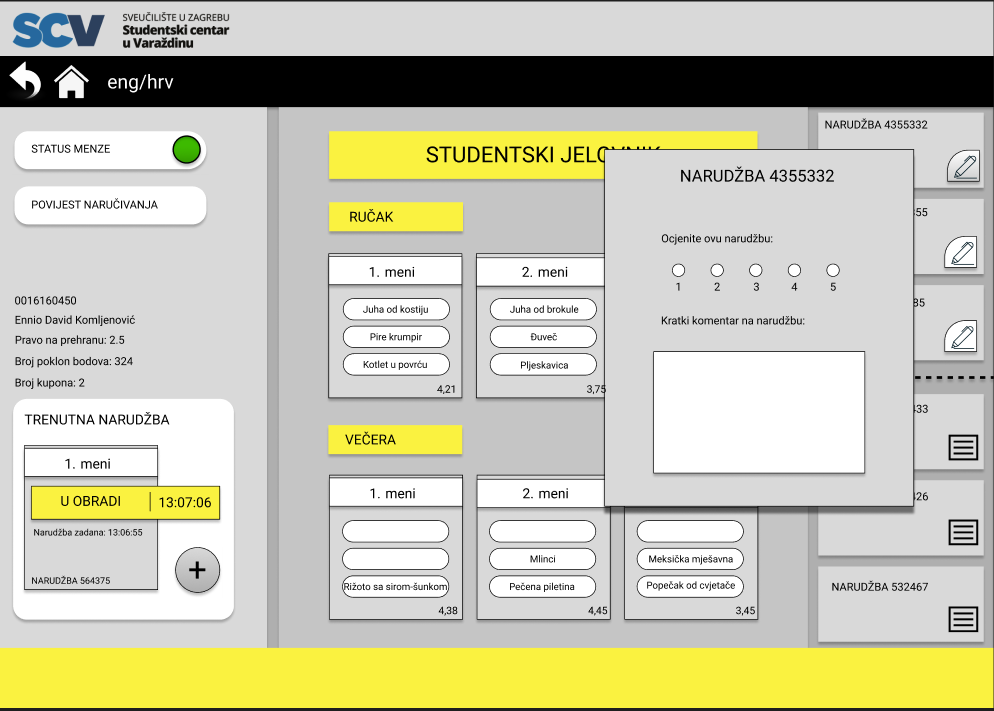 SCV
SVEUČILIŠTE U ZAGREBU
Studentski centar
u Varaždinu
eng/hrv
STATUS MENZE
POVIJEST NARUČIVANJA
0016160450
Ennio David Komljenović
Pravo na prehranu: 2.5
Broj poklon bodova: 324
Broj kupona: 2
TRENUTNA NARUDŽBA
1. meni
U OBRADI
13:07:06
Narudžba zadana: 13:06:55
NARUDŽBA 564375
+
STUDENTSKI
RUČAK
1. meni
Juha od kostiju
Pire krumpir
Kotlet u povrću
4,21
2. meni
Juha od brokule
Đuveč
Pljeskavica
3,75
VEČERA
1. meni
Rižoto sa sirom-šunkom
4,38
2. meni
Mlinci
Pečena piletina
4,45
Meksička mješavna
Popečak od cvjetače
3,45
NARUDŽBA 4355332
Ocjenite ovu narudžbu:
1 2 3 4 5
Kratki komentar na narudžbu:
NARUDŽBA 4355332
55
85
433
426
NARUDŽBA 532467